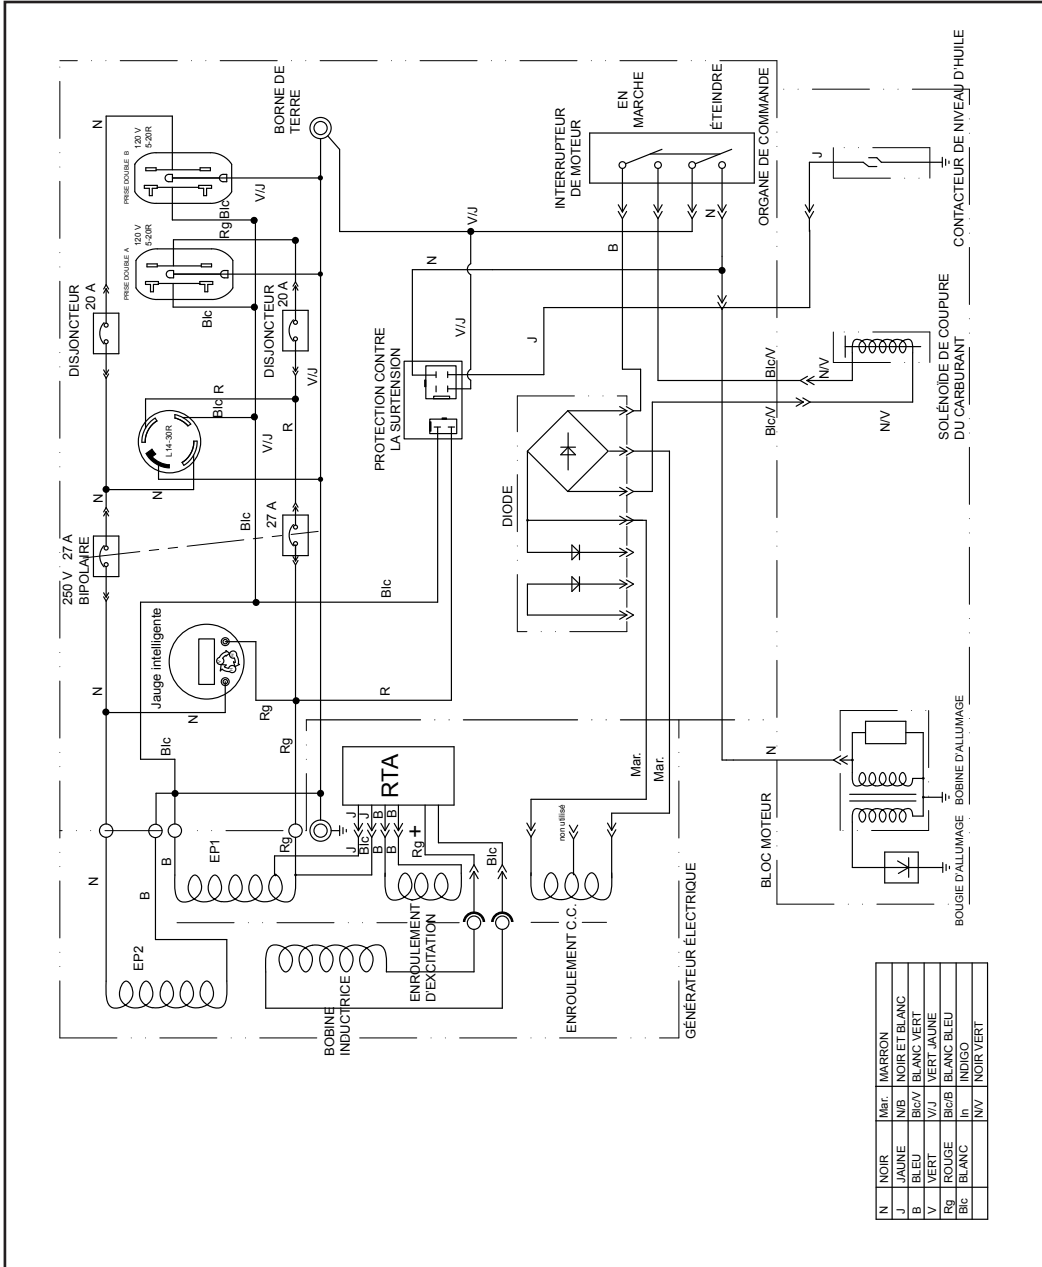 BORNE DE
TERRE
N
PRISE DOUBLE B
120 V
5-20R
V/J
Blc
Rg
PRISE DOUBLE A
120 V
5-20R
Blc
DISJONCTEUR
20 A
DISJONCTEUR
20 A
V/J
R
Blc
L14-30R
V/J
R
N
N
250 V 27 A
BIPOLAIRE
27 A
Blc
Jauge intelligente
N
N
Rg
Blc
Rg
R
Blc
INTERRUPTEUR
DE MOTEUR
EN
MARCHE
ÉTEINDRE
ORGANE DE COMMANDE
CONTACTEUR DE NIVEAU D'HUILE
J
B
N
V/J
N
V/J
J
PROTECTION CONTRE
LA SURTENSION
Blc/V
N/V
Blc/V
N/V
SOLÉNOÏDE DE COUPURE
DU CARBURANT
DIODE
Mar.
Mar.
N
RTA
J
J
Blc
J
B
B
B
B
Rg
+
Blc
N
B
B
EP1
Rg
EP2
non utilisé
BLOC MOTEUR
BOUGIE D'ALLUMAGE
BOBINE D'ALLUMAGE
BOBINE
INDUCTRICE
ENROULEMENT
D'EXCITATION
ENROULEMENT C.C.
GÉNÉRATEUR ÉLECTRIQUE
N NOIR Mar. MARRON
J JAUNE N/B NOIR ET BLANC
B BLEU Blc/V BLANC VERT
V VERT V/J VERT JAUNE
Rg ROUGE Blc/B BLANC BLEU
Blc BLANC In INDIGO
N/V NOIR VERT